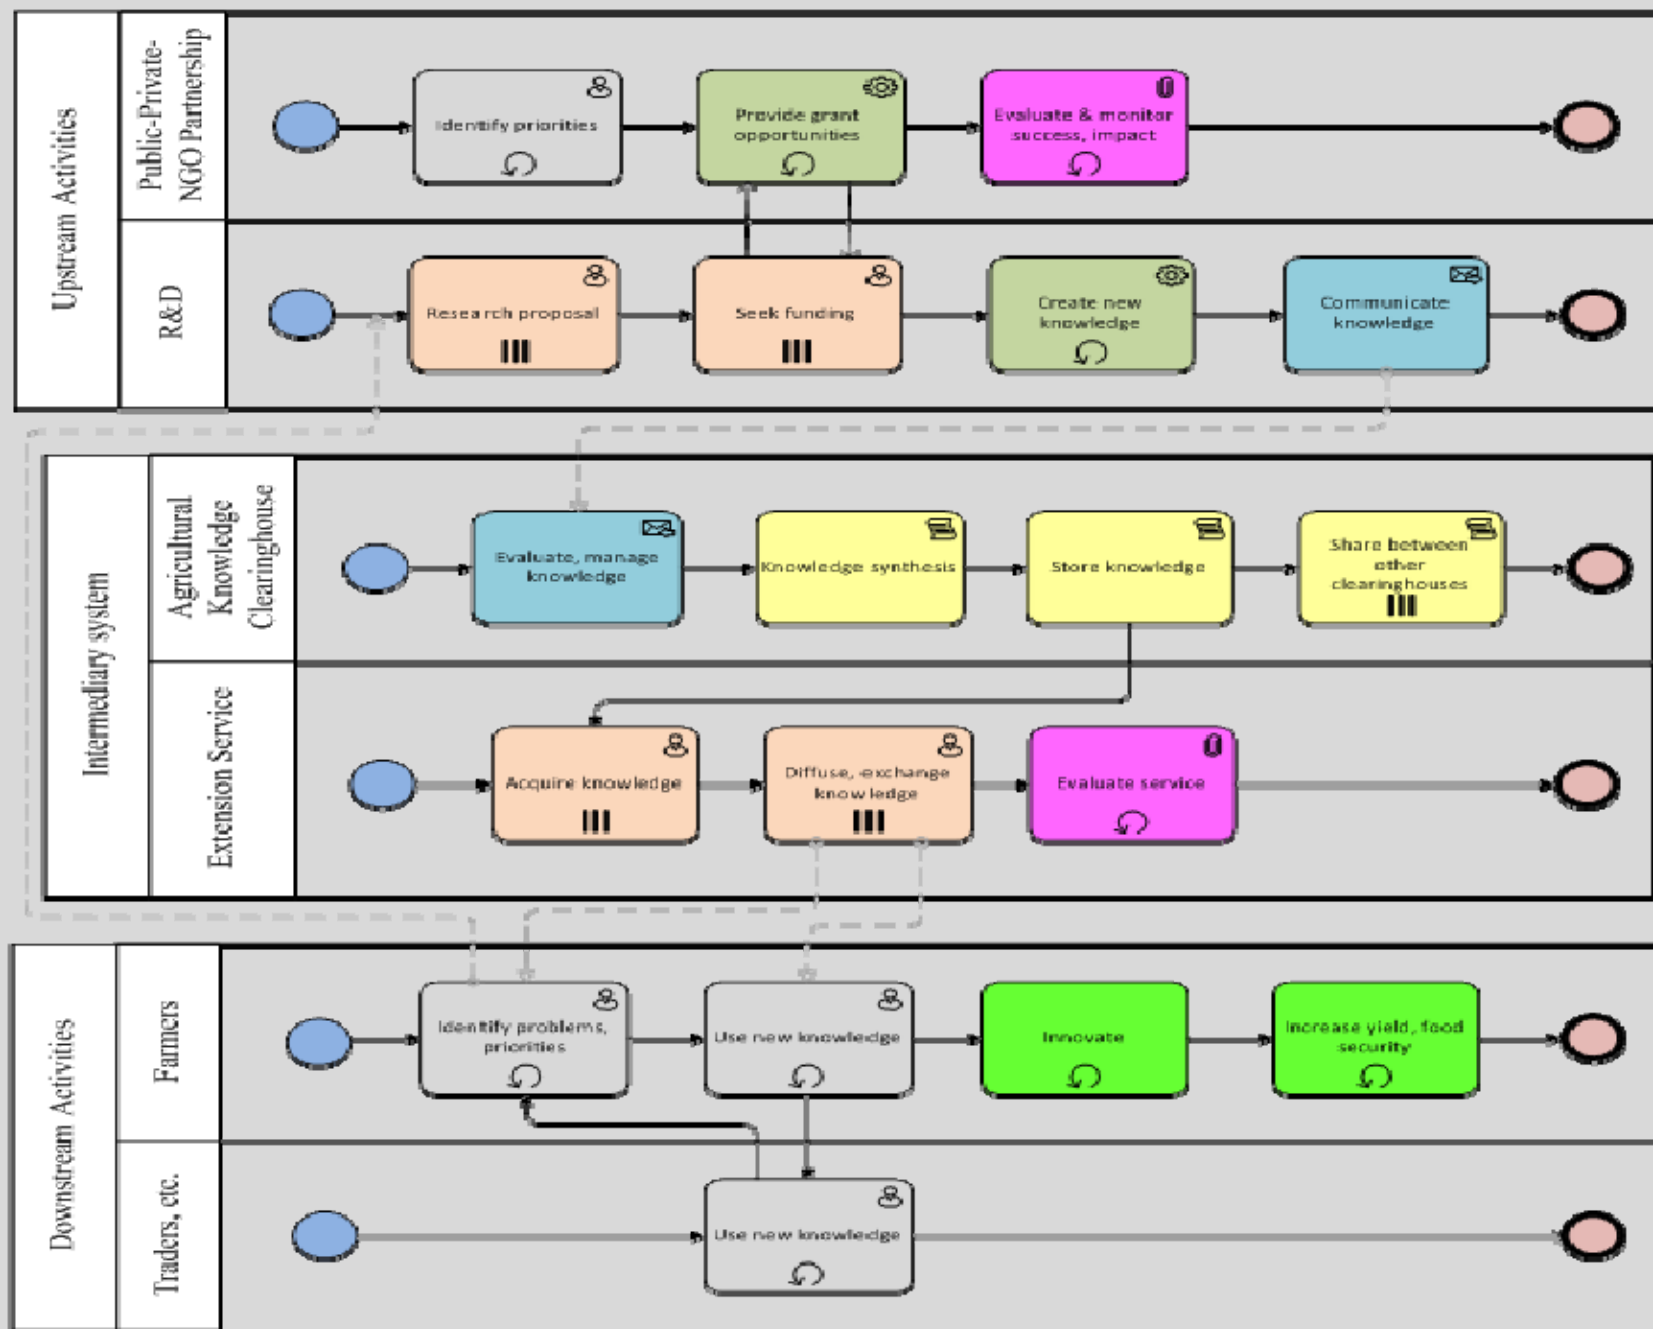 Upstream Activities
Public-Private-
NGO Partnership
Identify priorities
Provide grant
opportunities
Evaluate & monitor
success, impact
R&D
Research proposal
Seek funding
Create new
knowledge
Communicate
knowledge
Intermediary system
Agricultural
Knowledge
Clearinghouse
Evaluate, manage
knowledge
Knowledge synthesis
Store knowledge
Share between
other
clearinghouses
Extension Service
Acquire knowledge
Diffuse, exchange
knowledge
Evaluate service
Downstream Activities
Farmers
Identify problems,
priorities
Use new knowledge
Innovate
Increase yield, food
security
Traders, etc.
Use new knowledge